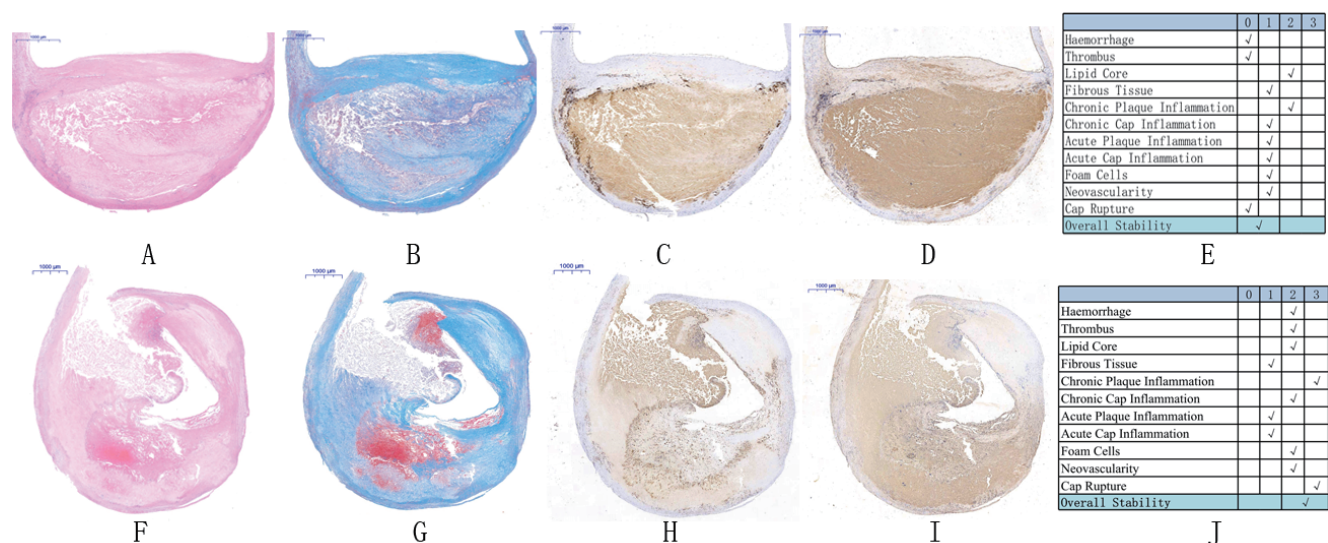 1000 μm
1000 μm
1000 μm
1000 μm
A
B
C
D
0 1 2 3
Haemorrhage √
Thrombus √
Lipid Core √
Fibrous Tissue √
Chronic Plaque Inflammation √
Chronic Cap Inflammation √
Acute Plaque Inflammation √
Acute Cap Inflammation √
Foam Cells √
Neovascularity √
Cap Rupture √
Overall Stability √
E
1000 μm
1000 μm
1000 μm
1000 μm
F
G
H
I
0 1 2 3
Haemorrhage √
Thrombus √
Lipid Core √
Fibrous Tissue √
Chronic Plaque Inflammation √
Chronic Cap Inflammation √
Acute Plaque Inflammation √
Acute Cap Inflammation √
Foam Cells √
Neovascularity √
Cap Rupture √
Overall Stability √
J